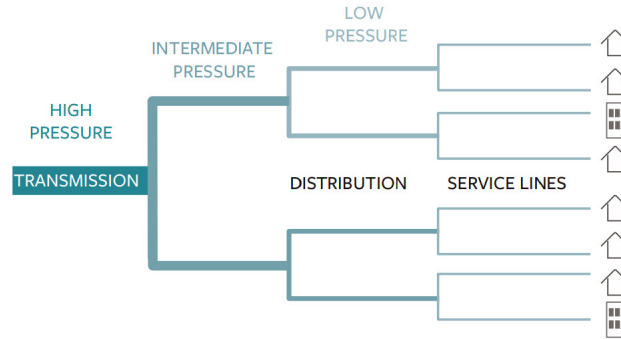 LOW
PRESSURE
INTERMEDIATE
PRESSURE
HIGH
PRESSURE
TRANSMISSION
DISTRIBUTION
SERVICE LINES